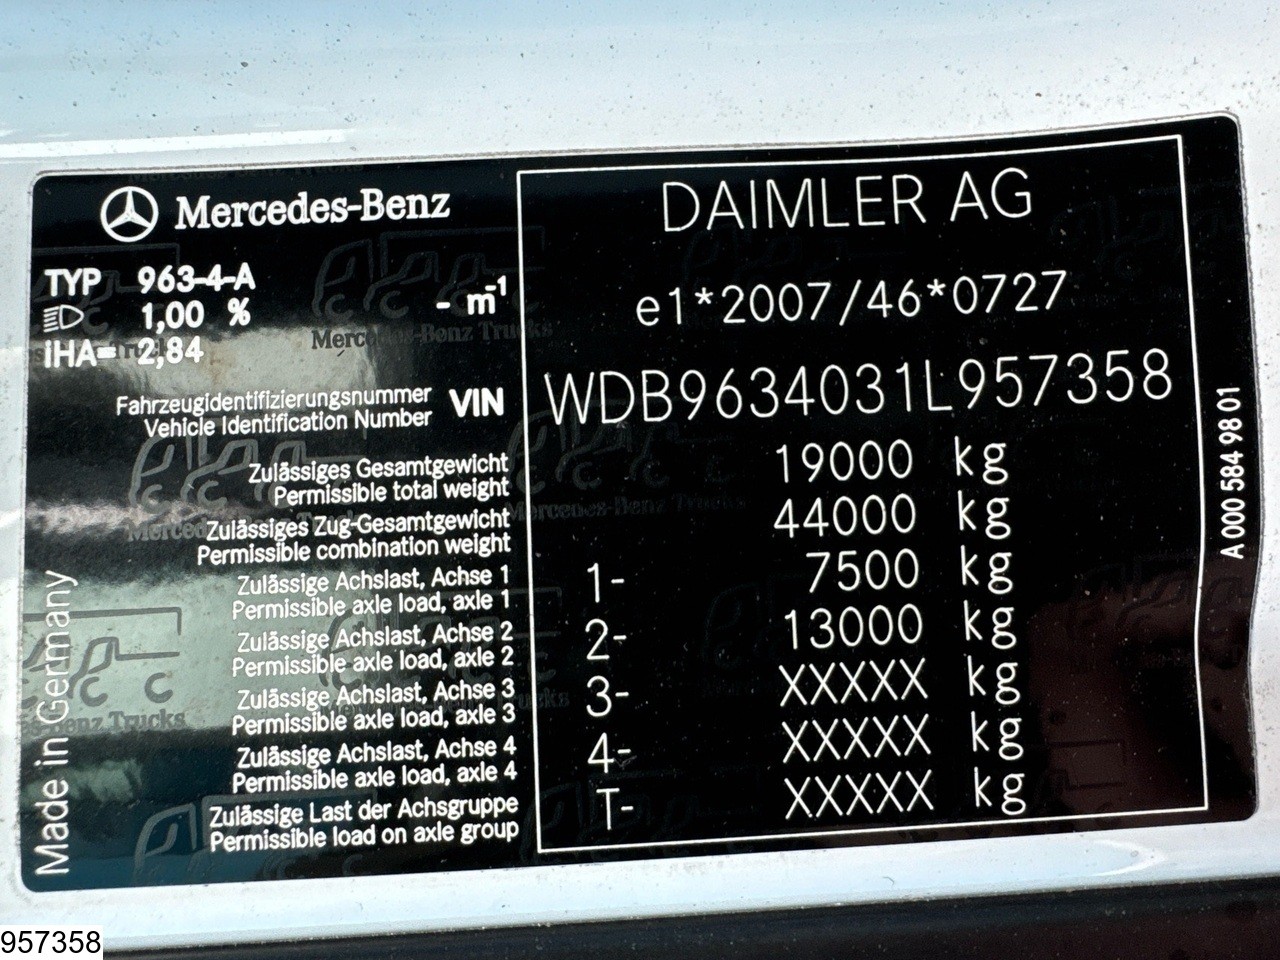 Mercedes-Benz
TYP 963-4-A
1,00 % - m-1
iHA= 2,84
DAIMLER AG
e1*2007/46*0727
Fahrzeugidentifizierungsnummer
Vehicle Identification Number
VIN WDB9634031L957358
Zulässiges Gesamtgewicht
Permissible total weight
19000 kg
Zulässiges Zug-Gesamtgewicht
Permissible combination weight
44000 kg
Zulässige Achslast, Achse 1
Permissible axle load, axle 1
1- 7500 kg
Zulässige Achslast, Achse 2
Permissible axle load, axle 2
2- 13000 kg
Zulässige Achslast, Achse 3
Permissible axle load, axle 3
3- XXXXX kg
Zulässige Achslast, Achse 4
Permissible axle load, axle 4
4- XXXXX kg
Zulässige Last der Achsgruppe
Permissible load on axle group
T- XXXXX kg
Made in Germany
A 000 584 98 01
Mercedes-Benz Trucks
957358